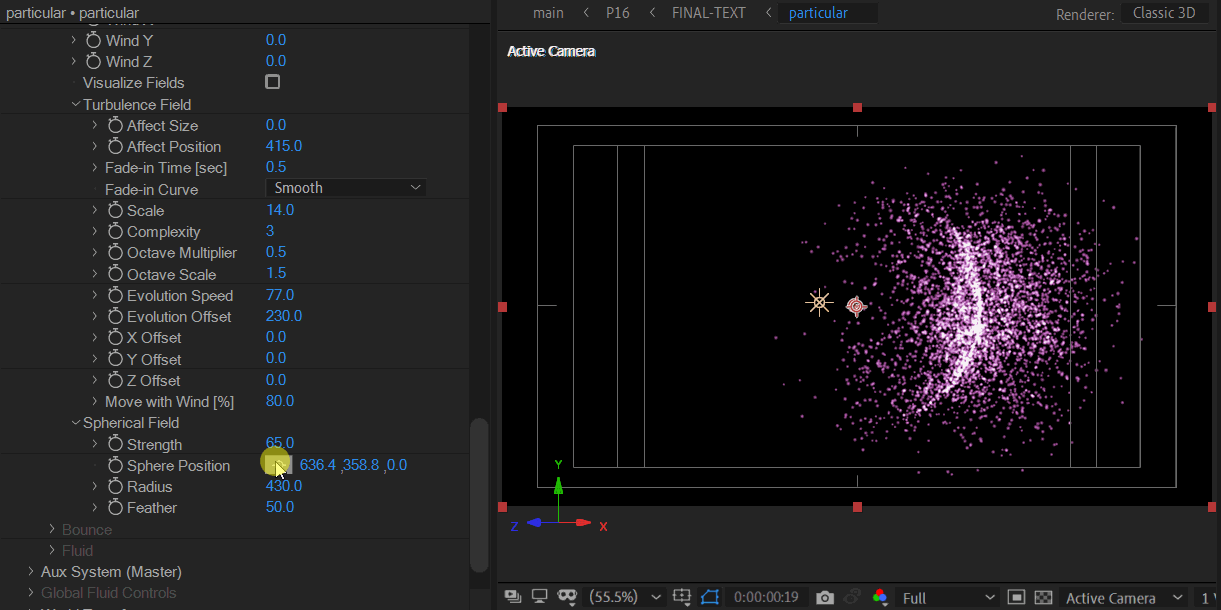 particular • particular
Wind Y 0.0
Wind Z 0.0
Visualize Fields
Turbulence Field
Affect Size 0.0
Affect Position 415.0
Fade-in Time [sec] 0.5
Fade-in Curve Smooth
Scale 14.0
Complexity 3
Octave Multiplier 0.5
Octave Scale 1.5
Evolution Speed 77.0
Evolution Offset 230.0
X Offset 0.0
Y Offset 0.0
Z Offset 0.0
Move with Wind [%] 80.0
Spherical Field
Strength 65.0
Sphere Position 636.4 ,358.8 ,0.0
Radius 430.0
Feather 50.0
Bounce
Fluid
Aux System (Master)
Global Fluid Controls
main < P16 < FINAL-TEXT < particular
Renderer: Classic 3D
Active Camera
Y
Z X
(55.5%) 0:00:00:19 Full Active Camera 1